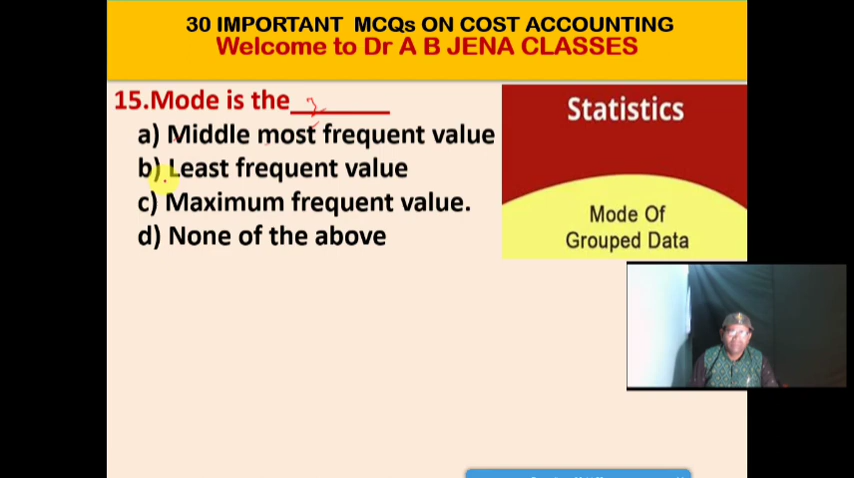 30 IMPORTANT MCQs ON COST ACCOUNTING
Welcome to Dr A B JENA CLASSES
15.Mode is the________
a) Middle most frequent value
b) Least frequent value
c) Maximum frequent value.
d) None of the above
Statistics
Mode Of
Grouped Data